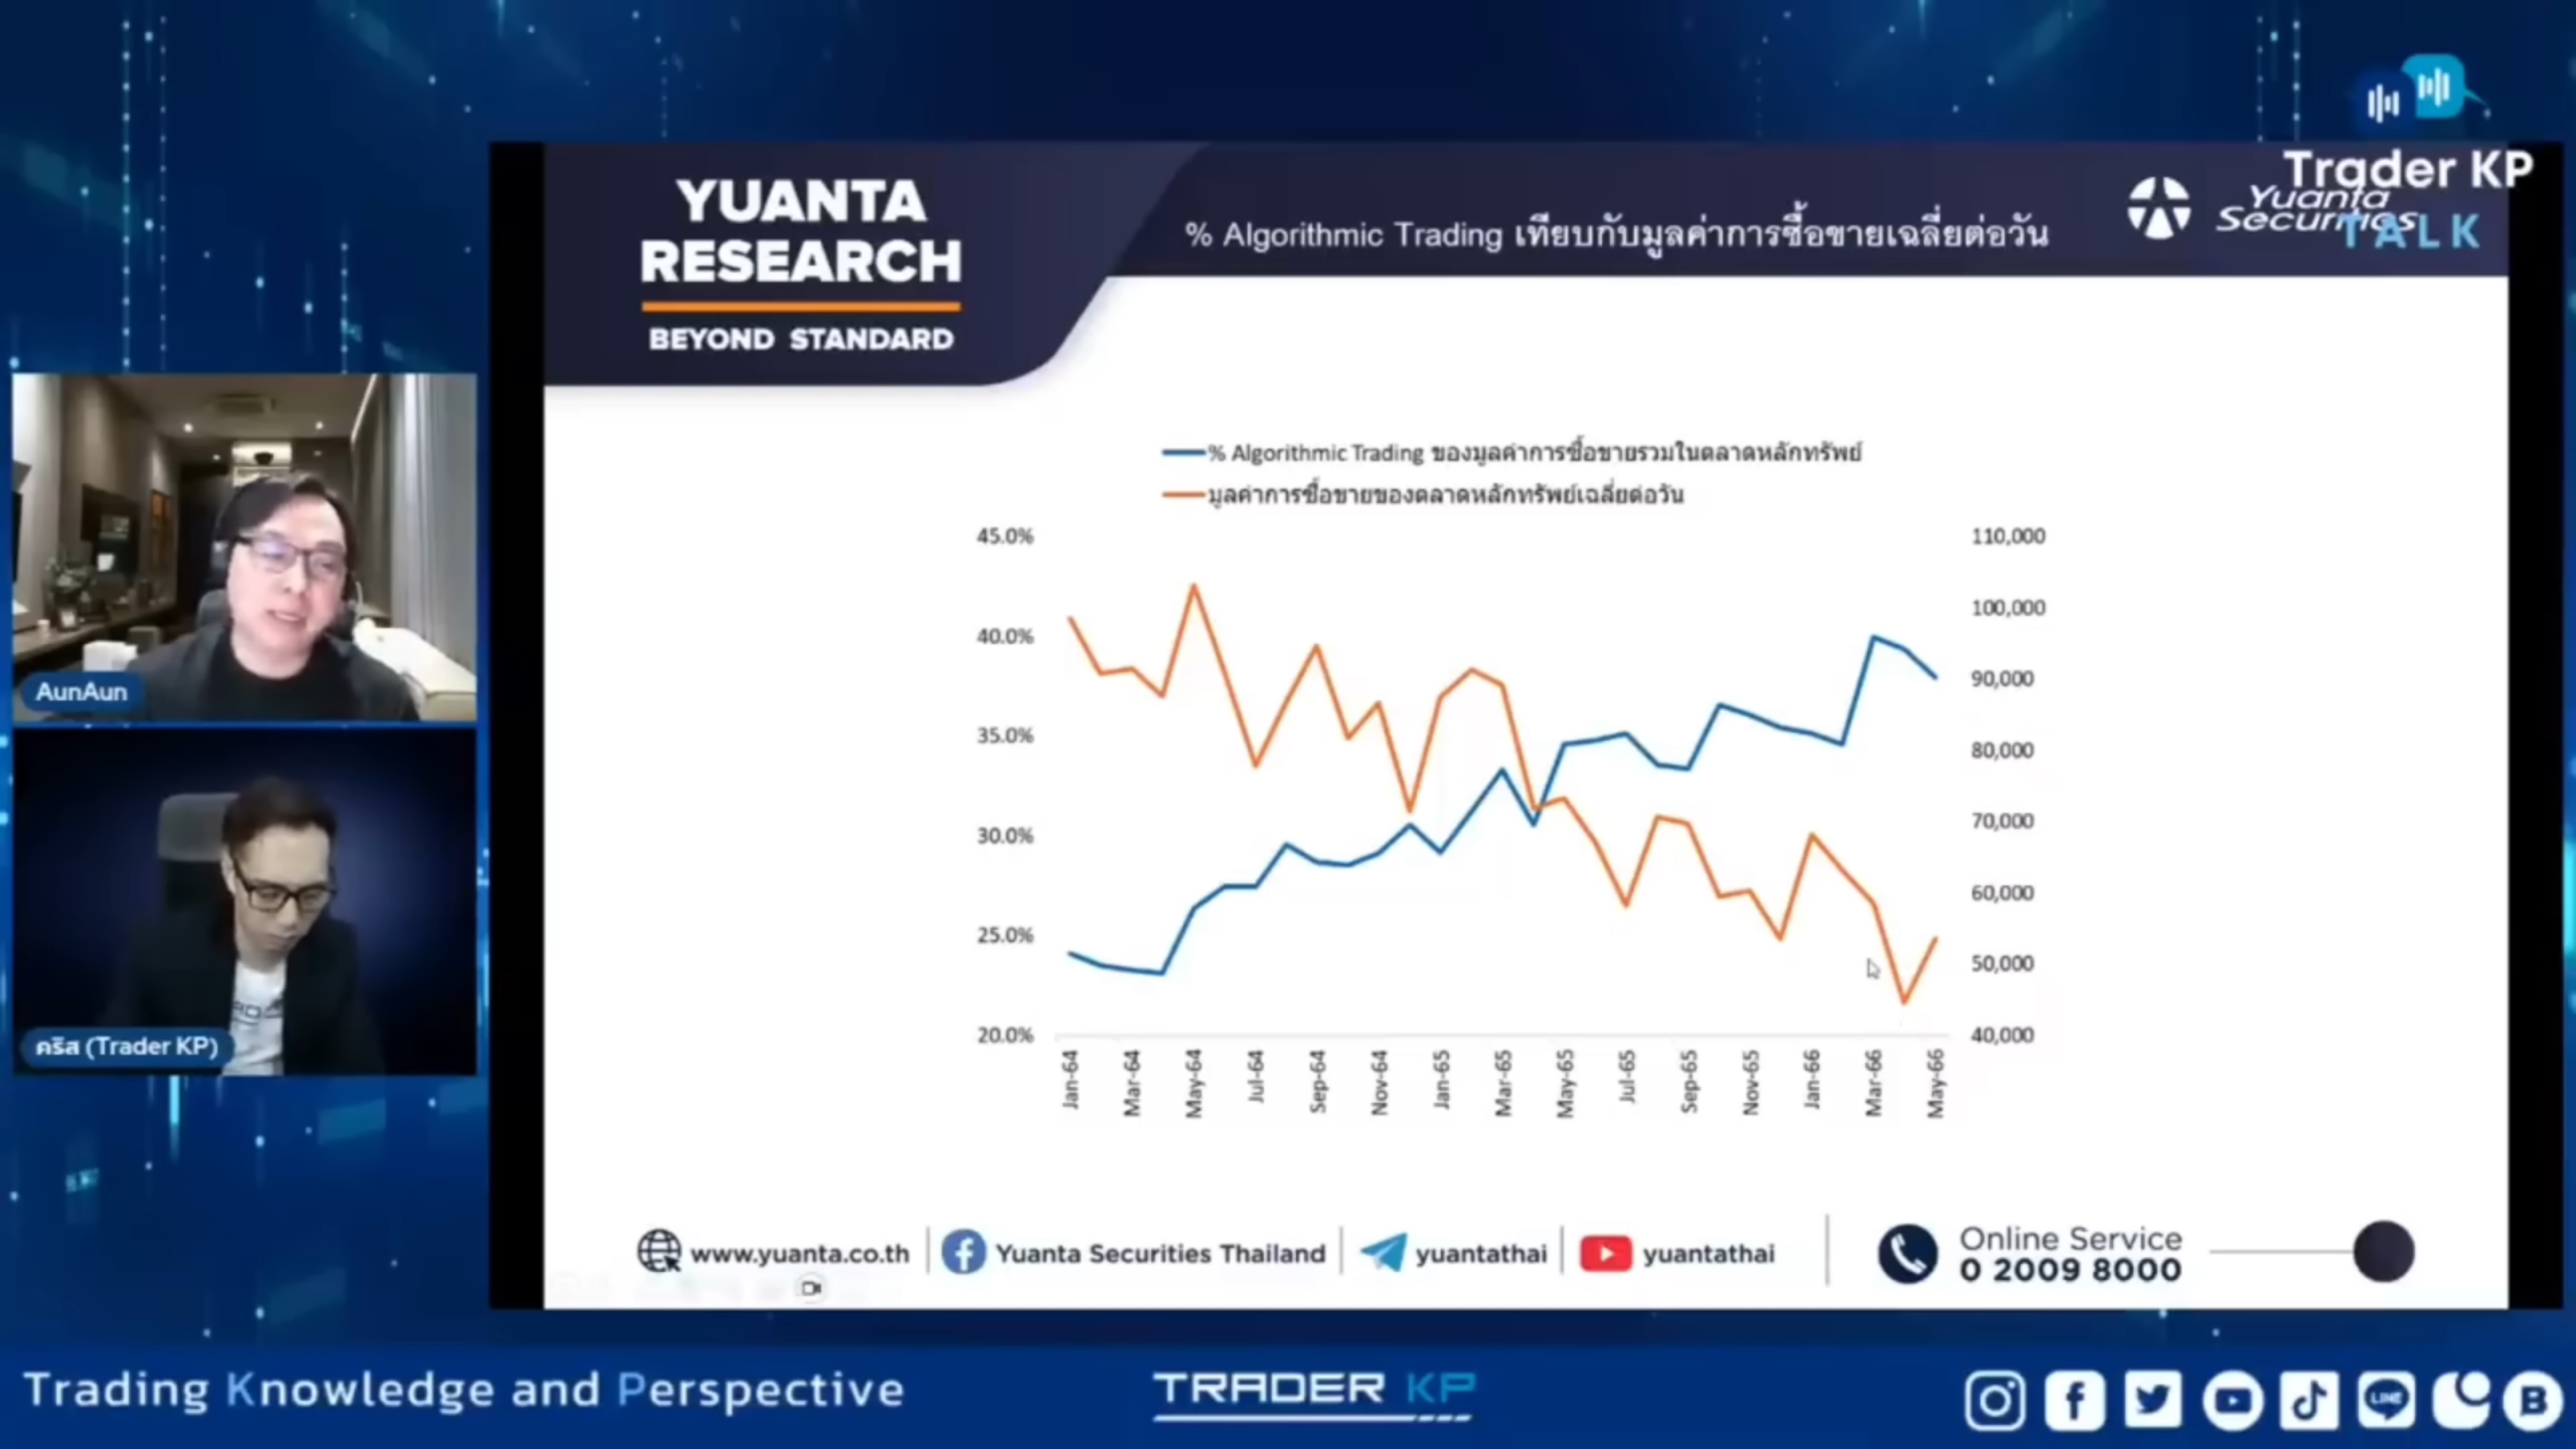 Trader KP
TALK
YUANTA
RESEARCH
BEYOND STANDARD
% Algorithmic Trading เทียบกับมูลค่าการซื้อขายเฉลี่ยต่อวัน
Yuanta
Securities
% Algorithmic Trading ของมูลค่าการซื้อขายรวมในตลาดหลักทรัพย์
มูลค่าการซื้อขายของตลาดหลักทรัพย์เฉลี่ยต่อวัน
45.0%
40.0%
35.0%
30.0%
25.0%
20.0%
110,000
100,000
90,000
80,000
70,000
60,000
50,000
40,000
Jan-64 Mar-64 May-64 Jul-64 Sep-64 Nov-64 Jan-65 Mar-65 May-65 Jul-65 Sep-65 Nov-65 Jan-66 Mar-66 May-66
AunAun
คริส (Trader KP)
www.yuanta.co.th
Yuanta Securities Thailand
yuantathai
yuantathai
Online Service
0 2009 8000
Trading Knowledge and Perspective
TRADER KP
LINE
B